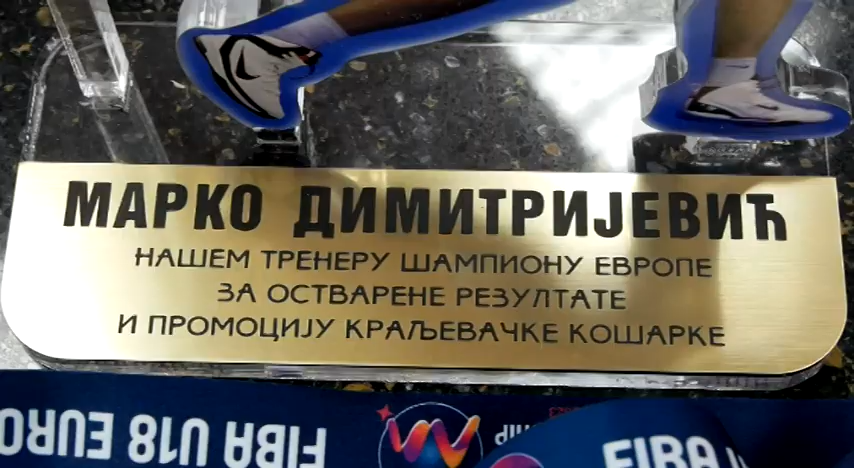 МАРКО ДИМИТРИЈЕВИЋ
НАШЕМ ТРЕНЕРУ ШАМПИОНУ ЕВРОПЕ
ЗА ОСТВАРЕНЕ РЕЗУЛТАТЕ
И ПРОМОЦИЈУ КРАЉЕВАЧКЕ КОШАРКЕ
FIBA U18 EURO
FIBA